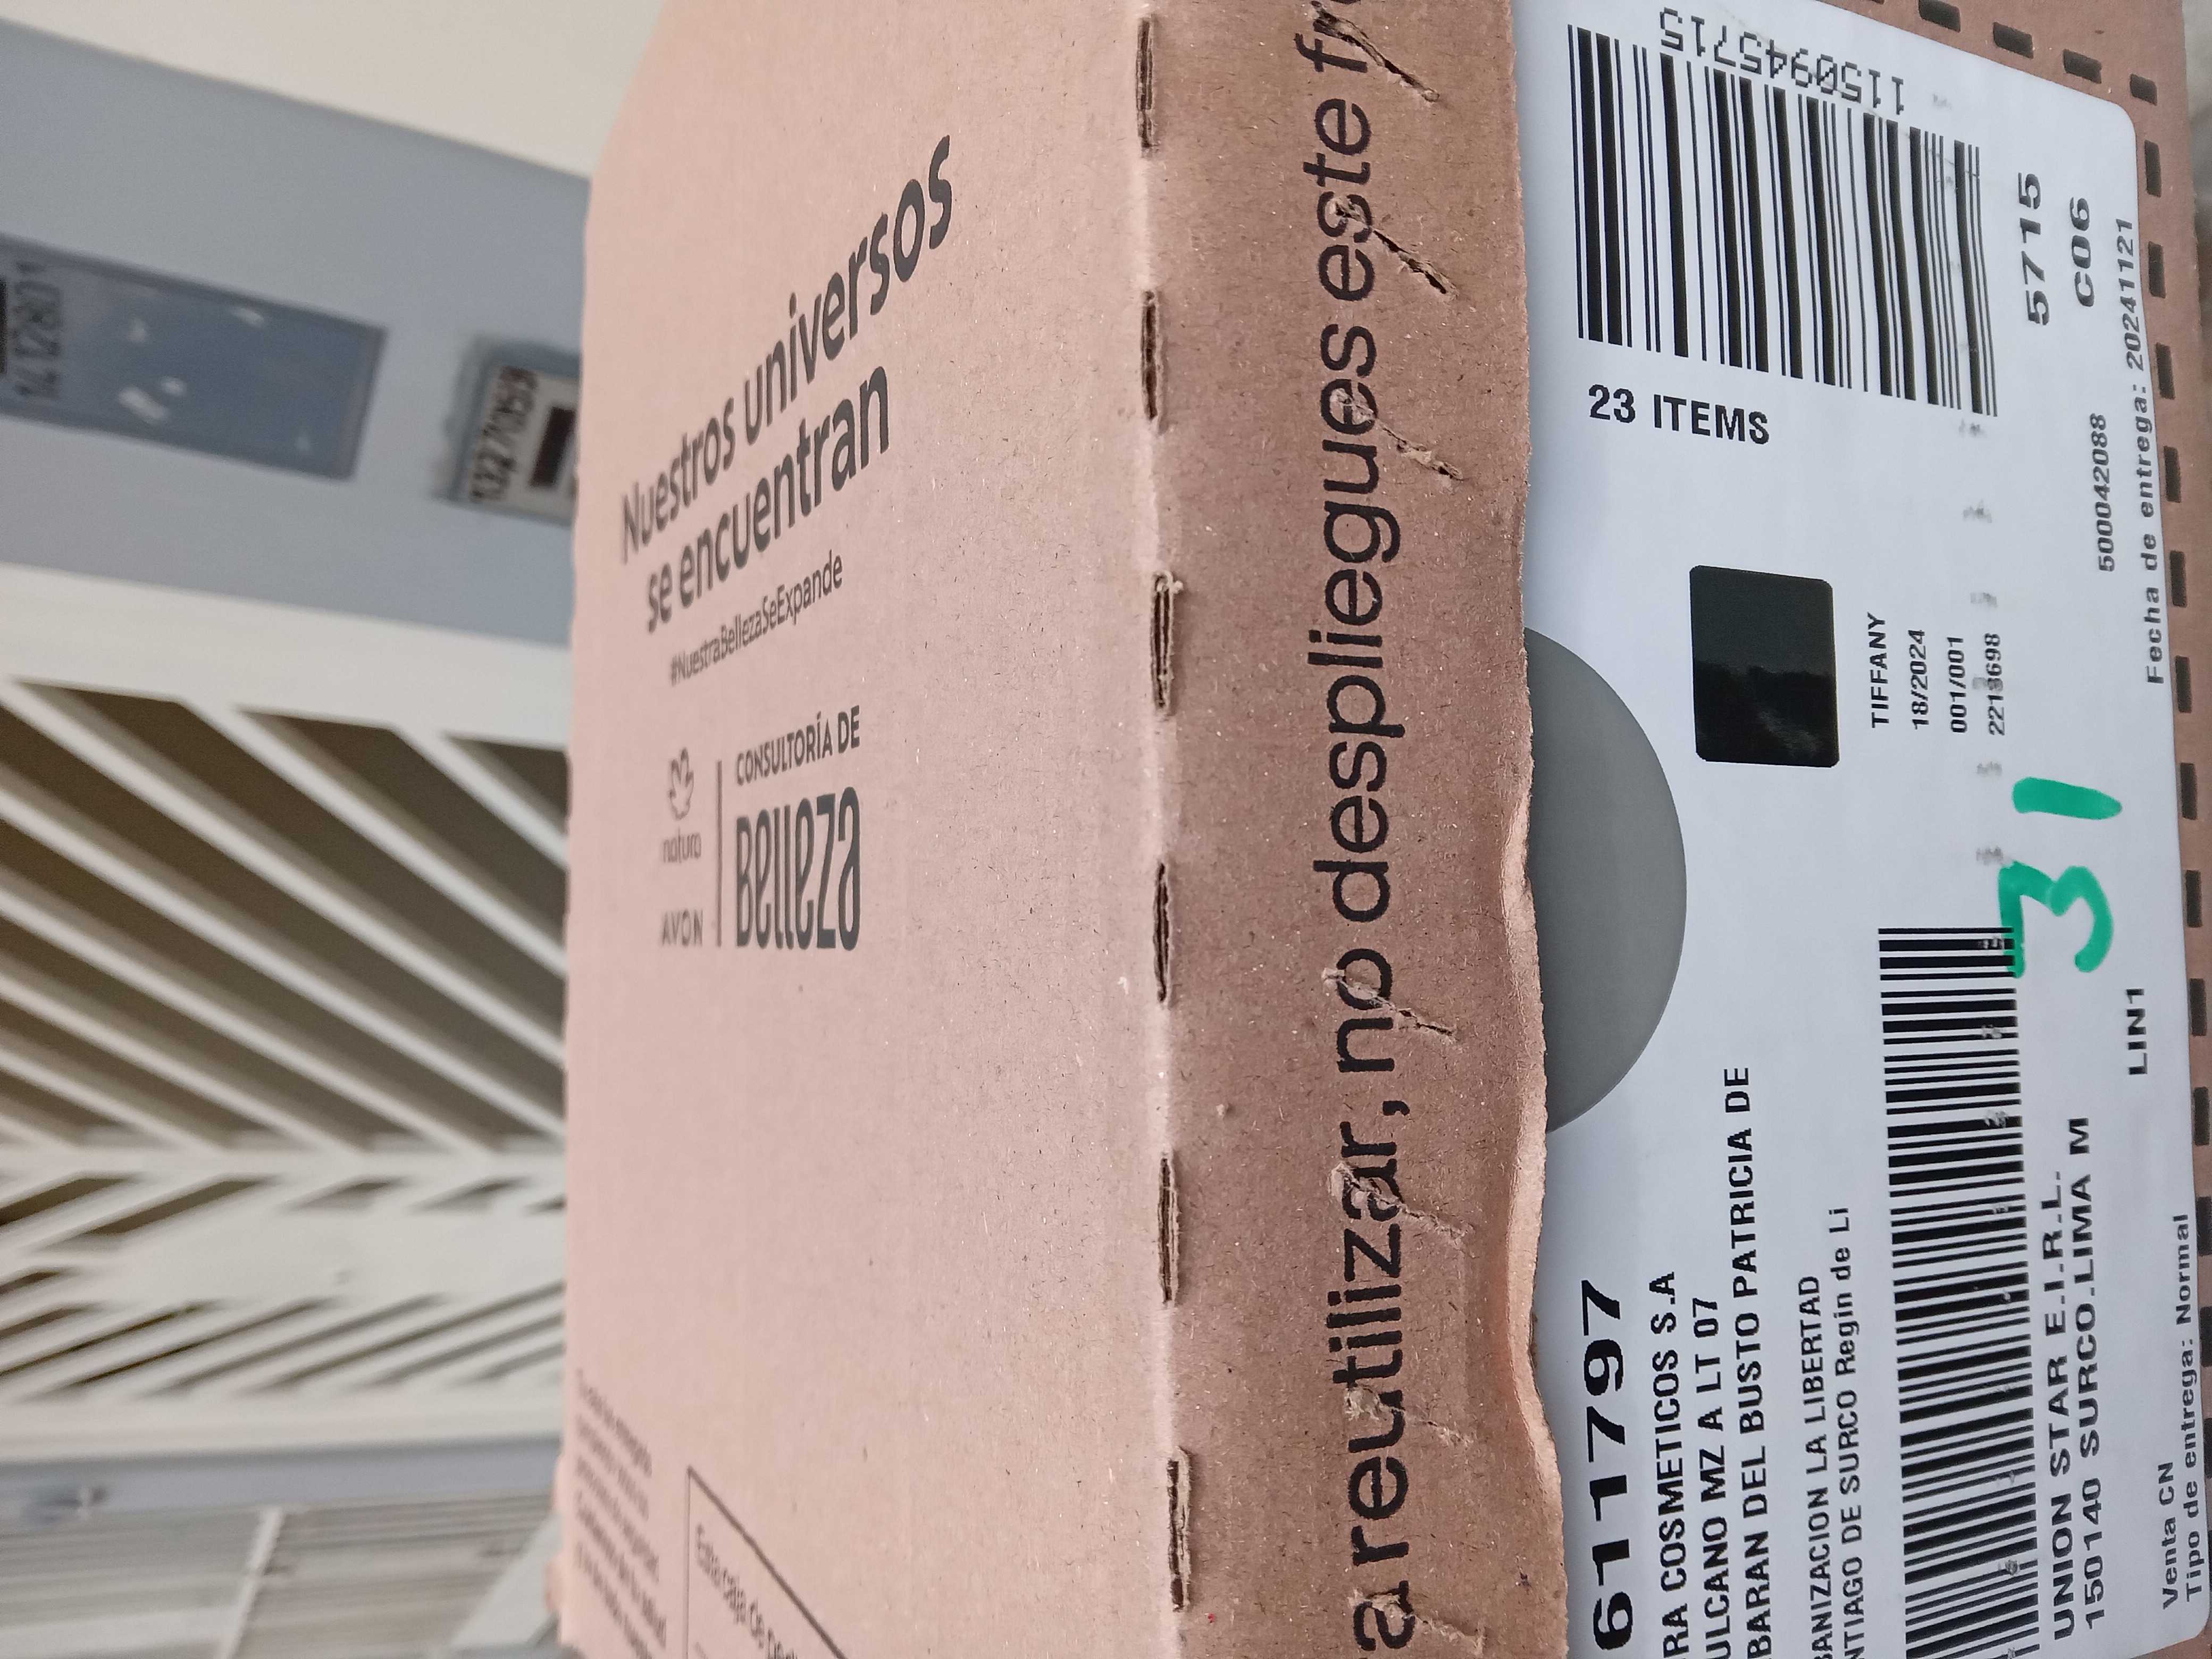 Nuestros universos
se encuentran
#NuestraBellezaSeExpande
AVON natura
CONSULTORÍA DE
Belleza
a reutilizar, no despliegues este fr
1150945715
23 ITEMS
5715
C06
500042088
Fecha de entrega: 20241121
TIFFANY
18/2024
001/001
2213698
31
LIN1
611797
RA COSMETICOS S.A
ULCANO MZ A LT 07
BARAN DEL BUSTO PATRICIA DE
BANIZACION LA LIBERTAD
NTIAGO DE SURCO Regin de Li
UNION STAR E.I.R.L.
150140 SURCO.LIMA M
Venta CN
Tipo de entrega: Normal